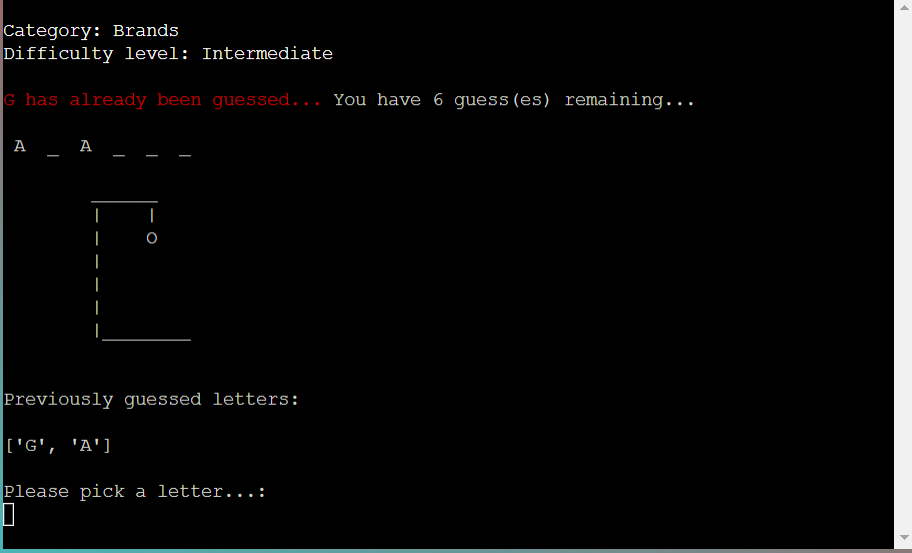 Category: Brands
Difficulty level: Intermediate
G has already been guessed... You have 6 guess(es) remaining...
A _ A _ _ _
Previously guessed letters:
['G', 'A']
Please pick a letter...: